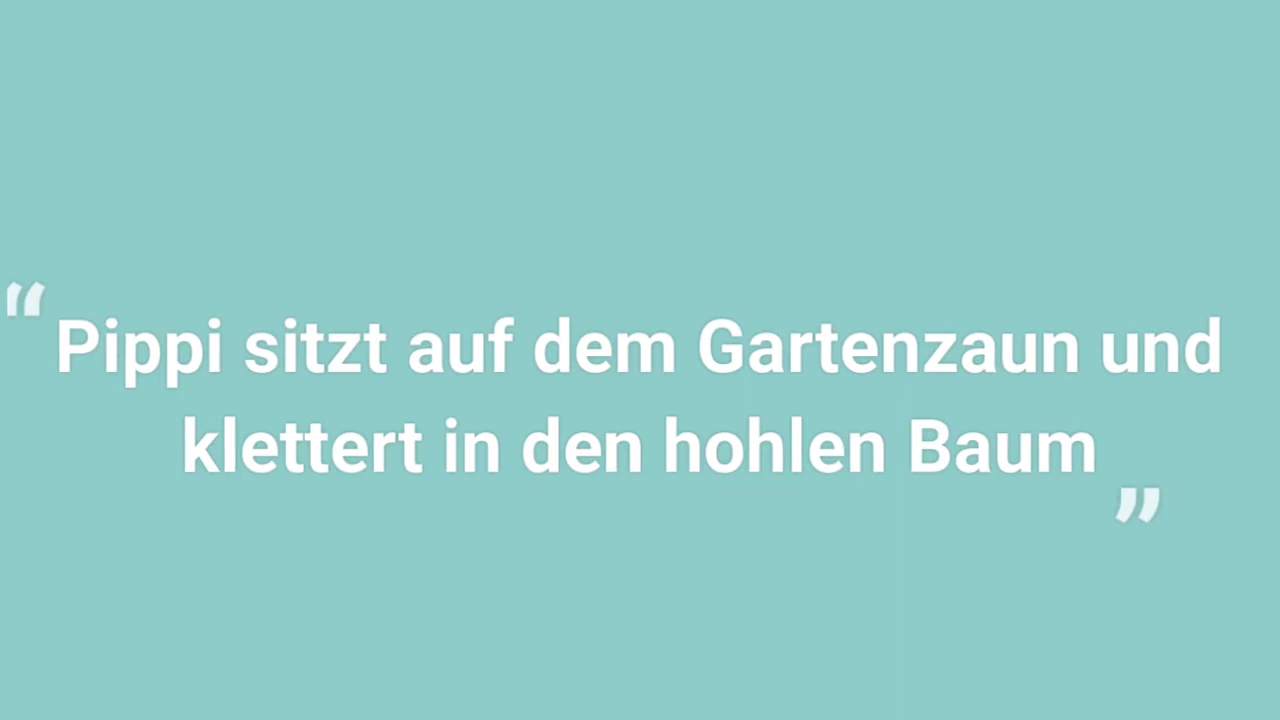 “Pippi sitzt auf dem Gartenzaun und
klettert in den hohlen Baum”